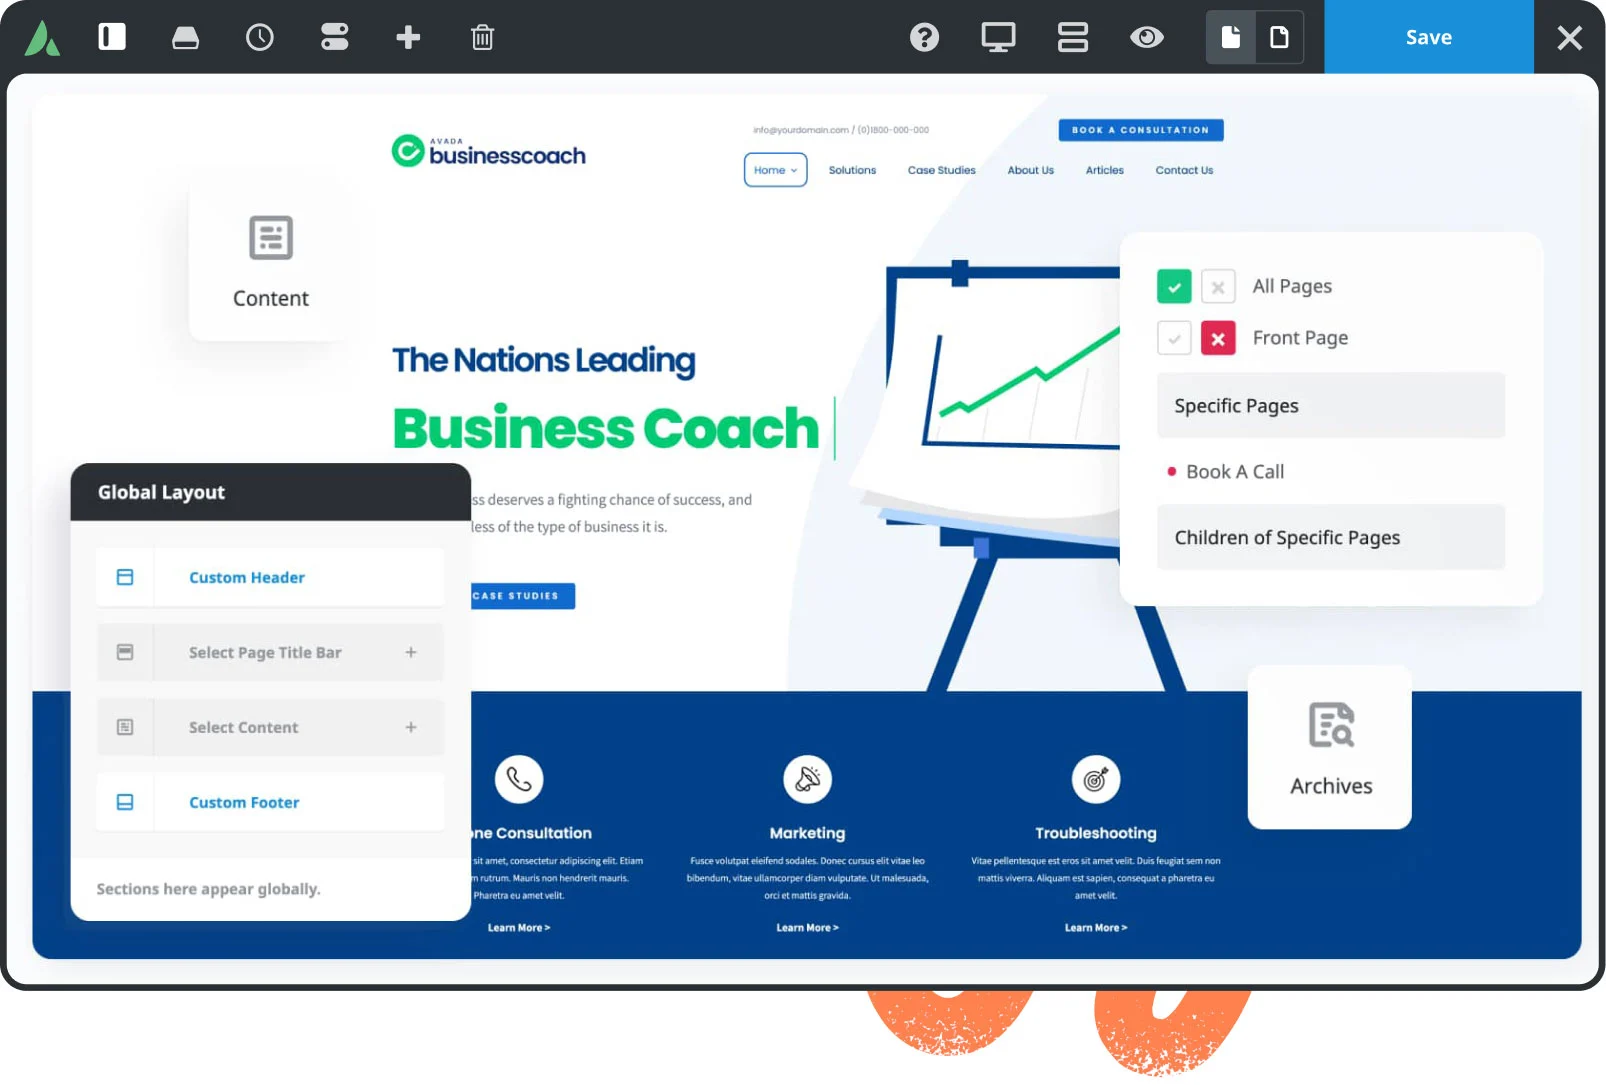 Save
info@yourdomain.com / (0)1800-000-000
BOOK A CONSULTATION
AVADA
businesscoach
Home
Solutions
Case Studies
About Us
Articles
Contact Us
Content
All Pages
Front Page
Specific Pages
Book A Call
Children of Specific Pages
The Nations Leading
Business Coach
ss deserves a fighting chance of success, and
less of the type of business it is.
CASE STUDIES
Global Layout
Custom Header
Select Page Title Bar +
Select Content +
Custom Footer
Sections here appear globally.
Archives
one Consultation
sit amet, consectetur adipiscing elit. Etiam
m rutrum. Mauris non hendrerit mauris.
Pharetra eu amet velit.
Learn More >
Marketing
Fusce volutpat eleifend sodales. Donec cursus elit vitae leo
bibendum, vitae ullamcorper diam vulputate. Ut malesuada,
orci et mattis gravida.
Learn More >
Troubleshooting
Vitae pellentesque est eros sit amet velit. Duis feugiat sem non
mattis viverra. Aliquam est sapien, consequat a pharetra eu
amet velit.
Learn More >